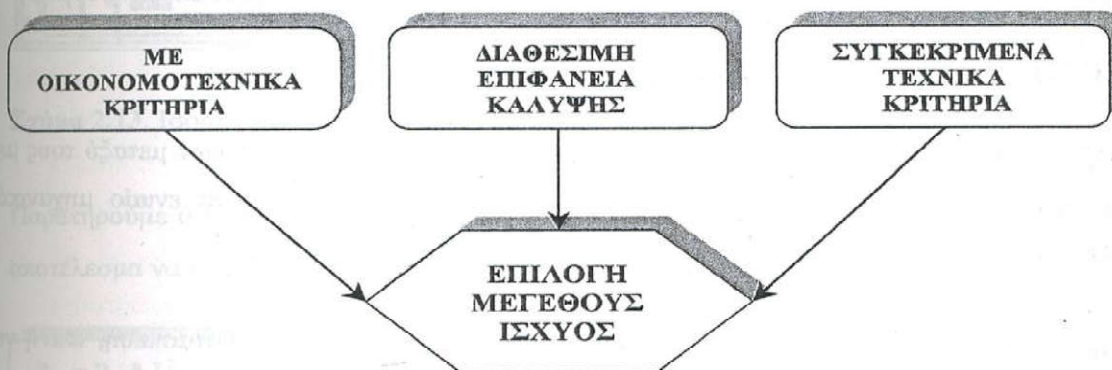 ΜΕ
ΟΙΚΟΝΟΜΟΤΕΧΝΙΚΑ
ΚΡΙΤΗΡΙΑ
ΔΙΑΘΕΣΙΜΗ
ΕΠΙΦΑΝΕΙΑ
ΚΑΛΥΨΗΣ
ΣΥΓΚΕΚΡΙΜΕΝΑ
ΤΕΧΝΙΚΑ
ΚΡΙΤΗΡΙΑ
ΕΠΙΛΟΓΗ
ΜΕΓΕΘΟΥΣ
ΙΣΧΥΟΣ